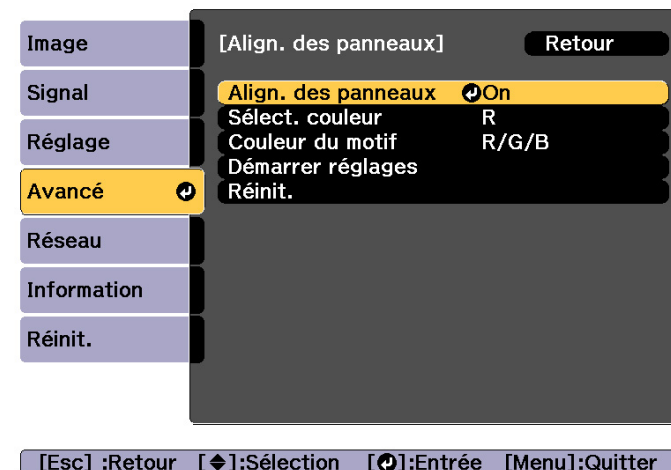 Image
Signal
Réglage
Avancé
Réseau
Information
Réinit.
[Align. des panneaux] Retour
Align. des panneaux On
Sélect. couleur R
Couleur du motif R/G/B
Démarrer réglages
Réinit.
[Esc] :Retour [◆]:Sélection [↵]:Entrée [Menu]:Quitter